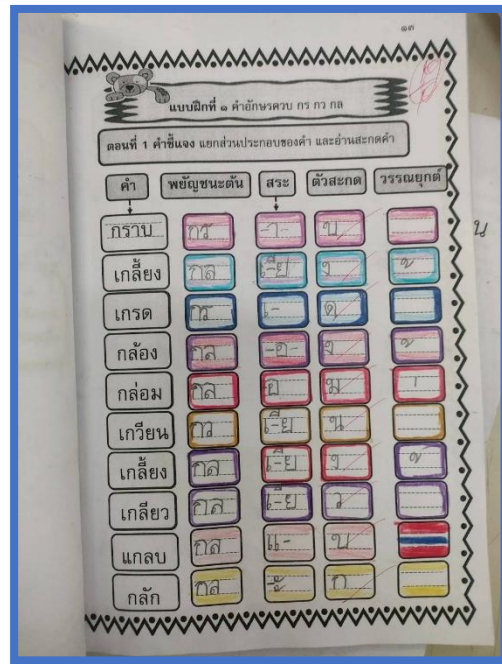 ๑๓
แบบฝึกที่ ๑ คำอักษรควบ กร กว กล
ตอนที่ 1 คำชี้แจง แยกส่วนประกอบของคำ และอ่านสะกดคำ
คำ พยัญชนะต้น สระ ตัวสะกด วรรณยุกต์
กราบ กร -า- บ
น
เกลี้ยง กล เ-ีย ง -้
เกรด กร เ- ด
กล้อง กล -อ- ง -้
กล่อม กล อ ม -่
เกวียน กว เ-ีย น
เกลี้ยง กล เ-ีย ง -้
เกลียว กล เ-ีย ว
แกลบ กล แ- บ
กลัก กล -ั ก